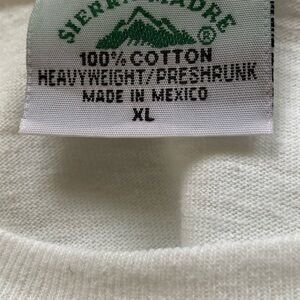 SIERRA MADRE
®
100% COTTON
HEAVYWEIGHT/PRESHRUNK
MADE IN MEXICO
XL